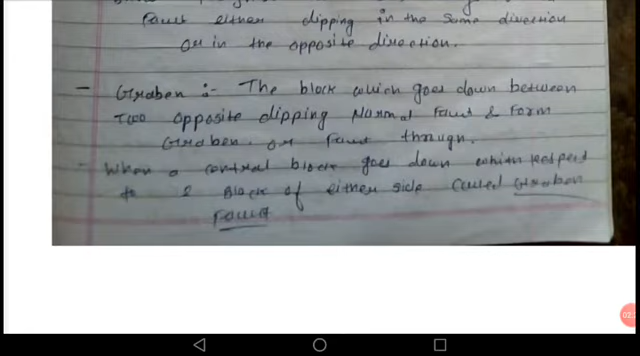 Fault either dipping in the same direction
or in the opposite direction.
- Graben :- The block which goes down between
Two opposite dipping Normal Fault & Form
Graben or Fault through.
- When a central block goes down with respect
to 2 Block of either side called Graben
Fault
02: